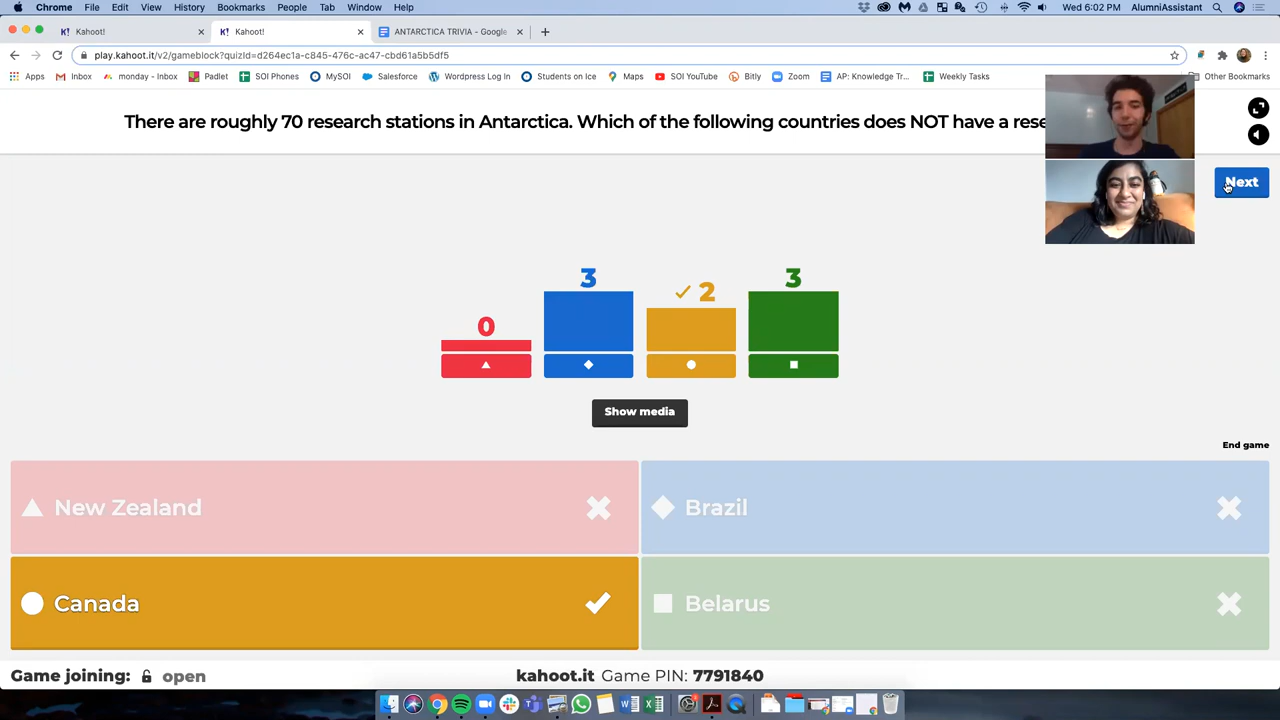 Chrome File Edit View History Bookmarks People Tab Window Help Wed 6:02 PM AlumniAssistant
Kahoot! Kahoot! ANTARCTICA TRIVIA - Google
play.kahoot.it/v2/gameblock?quizId=d264ec1a-c845-476c-ac47-cbd61a5b5df5
Apps Inbox monday - Inbox Padlet SOI Phones MySOI Salesforce Wordpress Log In Students on Ice Maps SOI YouTube Bitly Zoom AP: Knowledge Tr... Weekly Tasks Other Bookmarks
There are roughly 70 research stations in Antarctica. Which of the following countries does NOT have a rese
Next
0 3 2 3
Show media
End game
New Zealand
Brazil
Canada
Belarus
Game joining: open kahoot.it Game PIN: 7791840